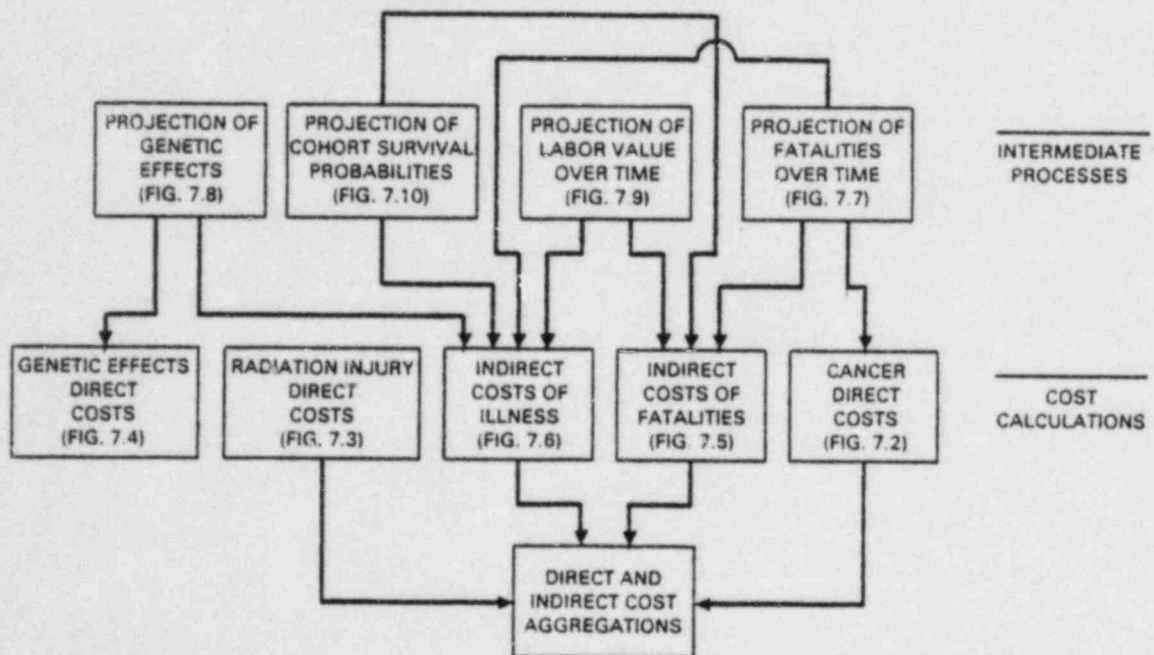 PROJECTION OF
GENETIC
EFFECTS
(FIG. 7.8)
PROJECTION OF
COHORT SURVIVAL
PROBABILITIES
(FIG. 7.10)
PROJECTION OF
LABOR VALUE
OVER TIME
(FIG. 7.9)
PROJECTION OF
FATALITIES
OVER TIME
(FIG. 7.7)
INTERMEDIATE
PROCESSES
GENETIC EFFECTS
DIRECT
COSTS
(FIG. 7.4)
RADIATION INJURY
DIRECT
COSTS
(FIG. 7.3)
INDIRECT
COSTS OF
ILLNESS
(FIG. 7.6)
INDIRECT
COSTS OF
FATALITIES
(FIG. 7.5)
CANCER
DIRECT
COSTS
(FIG. 7.2)
COST
CALCULATIONS
DIRECT AND
INDIRECT COST
AGGREGATIONS